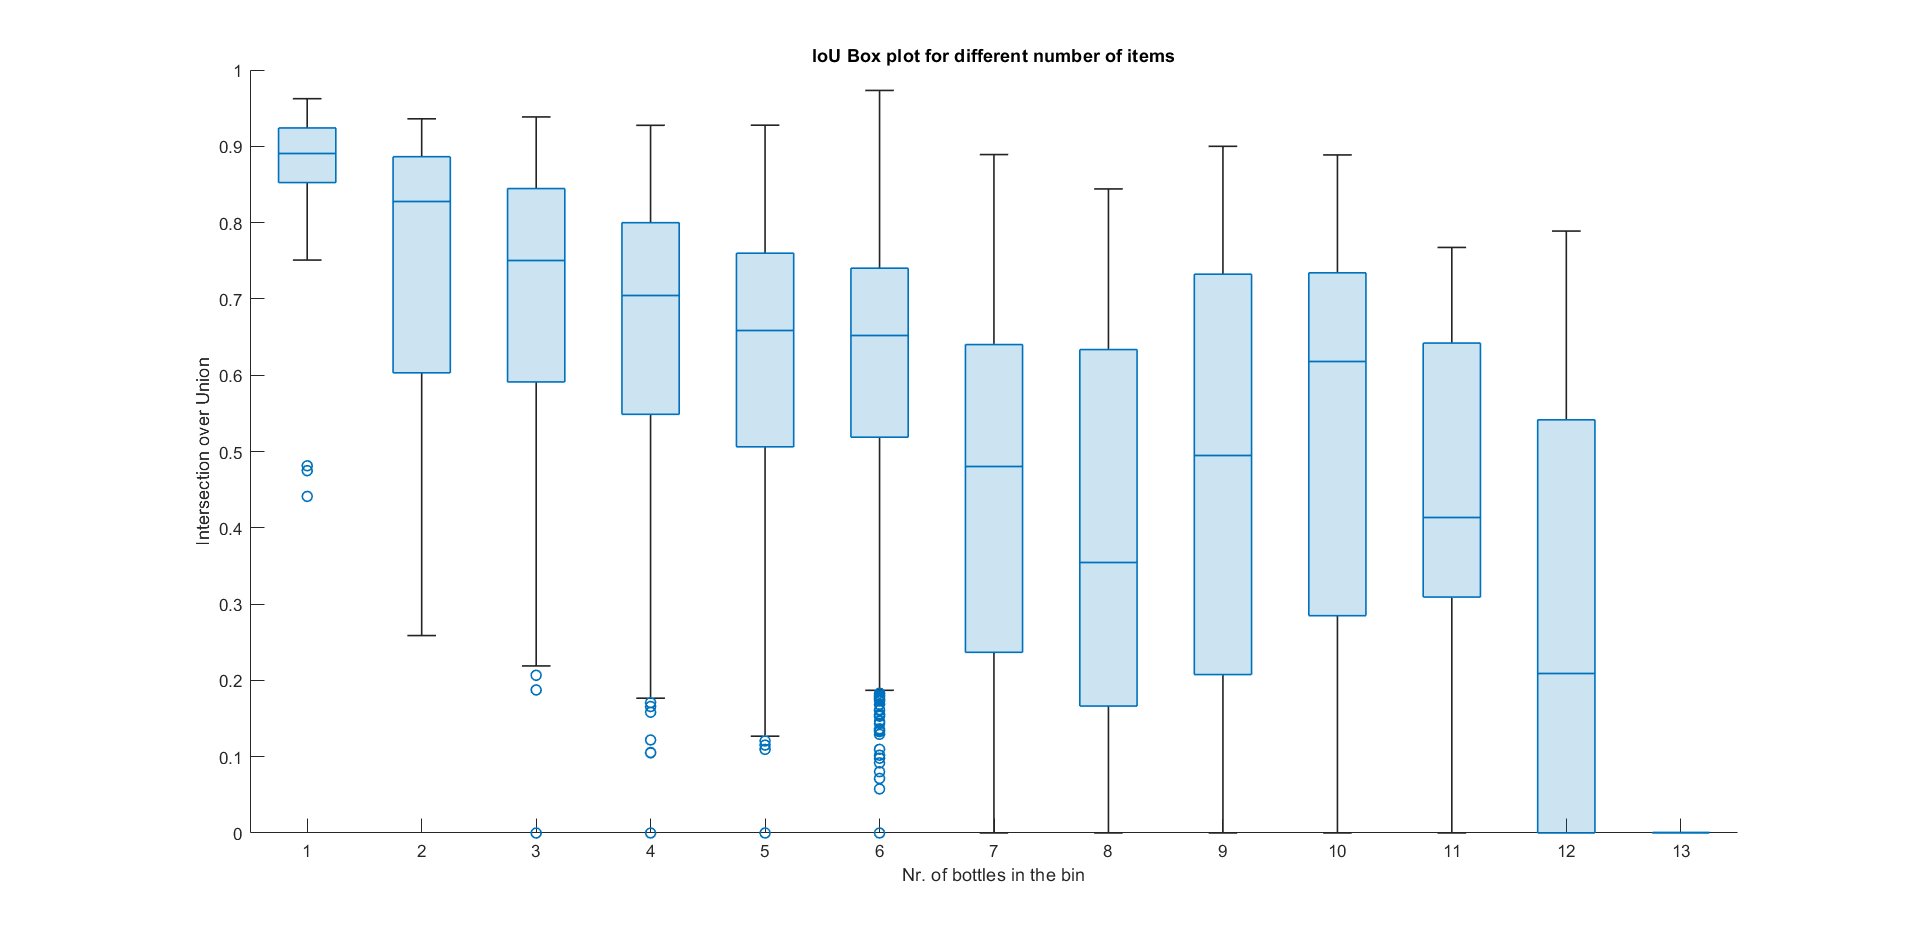 IoU Box plot for different number of items
1
0.9
0.8
0.7
0.6
0.5
0.4
0.3
0.2
0.1
0
Intersection over Union
1 2 3 4 5 6 7 8 9 10 11 12 13
Nr. of bottles in the bin